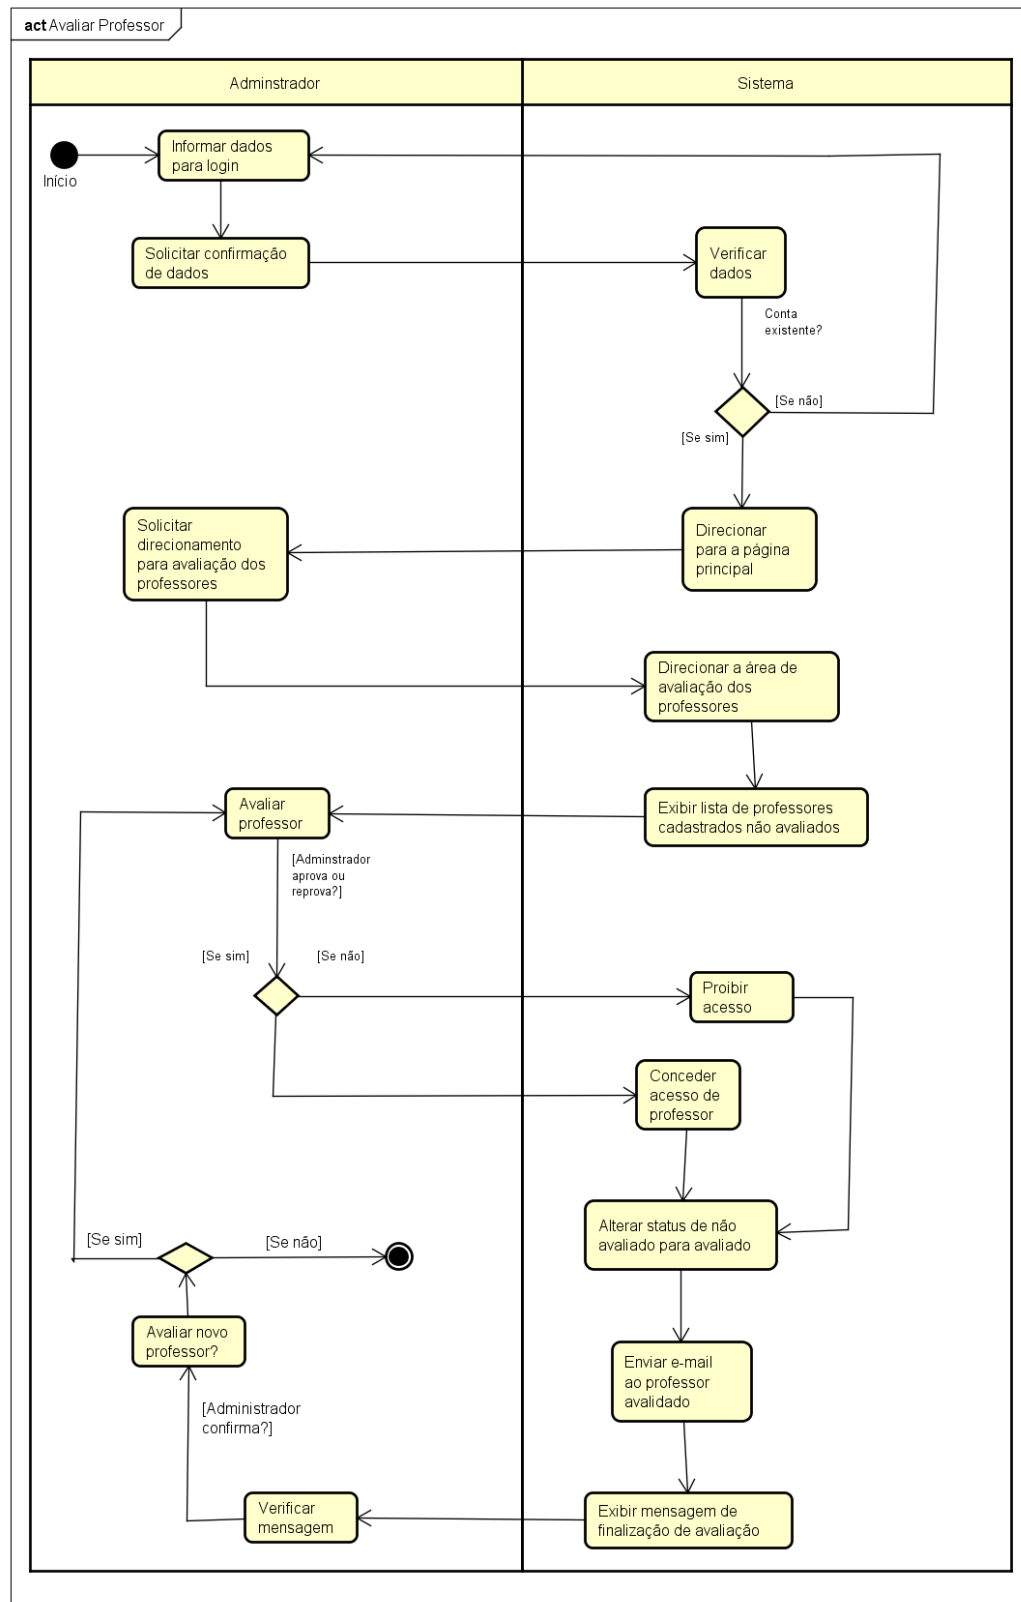 act Avaliar Professor
Adminstrador
Sistema
Informar dados
para login
Início
Solicitar confirmação
de dados
Verificar
dados
Conta
existente?
[Se não]
[Se sim]
Solicitar
direcionamento
para avaliação dos
professores
Direcionar
para a página
principal
Direcionar a área de
avaliação dos
professores
Avaliar
professor
Exibir lista de professores
cadastrados não avaliados
[Adminstrador
aprova ou
reprova?]
[Se sim]
[Se não]
Proibir
acesso
Conceder
acesso de
professor
Alterar status de não
avaliado para avaliado
[Se sim]
[Se não]
Avaliar novo
professor?
Enviar e-mail
ao professor
avalidado
[Administrador
confirma?]
Verificar
mensagem
Exibir mensagem de
finalização de avaliação